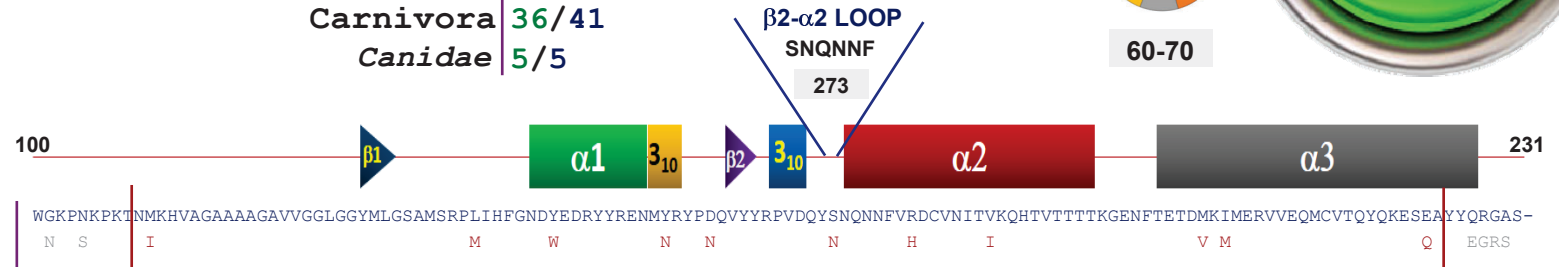 Carnivora 36/41
Canidae 5/5
β2-α2 LOOP
SNQNNF
273
60-70
100
β1
α1
3₁₀
β2
3₁₀
α2
α3
231
WGKPNKPKTNMKHVAGAAAAGAVVGGLGGYMLGSAMSRPLIHFGNDYEDRYYRENMYRYPDQVYYRPVDQYSNQNNFVRDCVNITVKQHTVTTTTKGENFTETDMKIMERVVEQMCVTQYQKESEAYYQRGAS-
N S I M W N N N H I V M Q EGRS